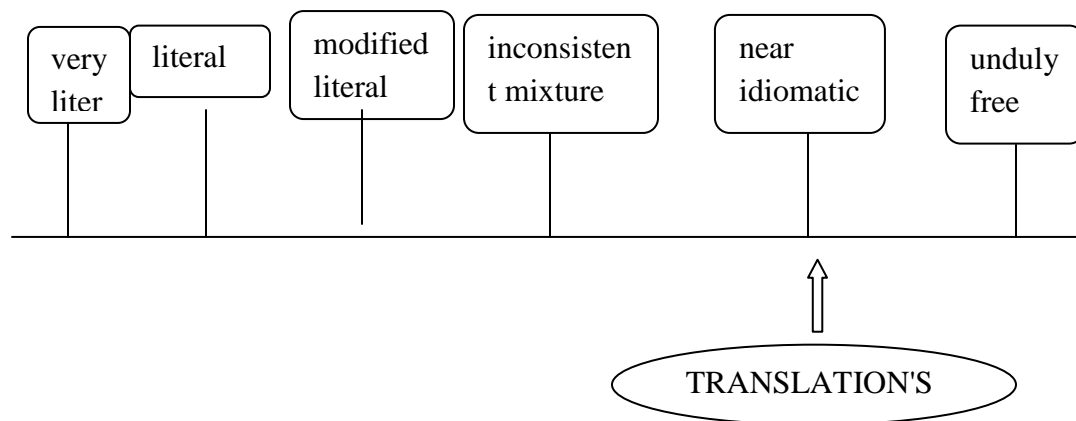 very
liter
literal
modified
literal
inconsisten
t mixture
near
idiomatic
unduly
free
TRANSLATION'S